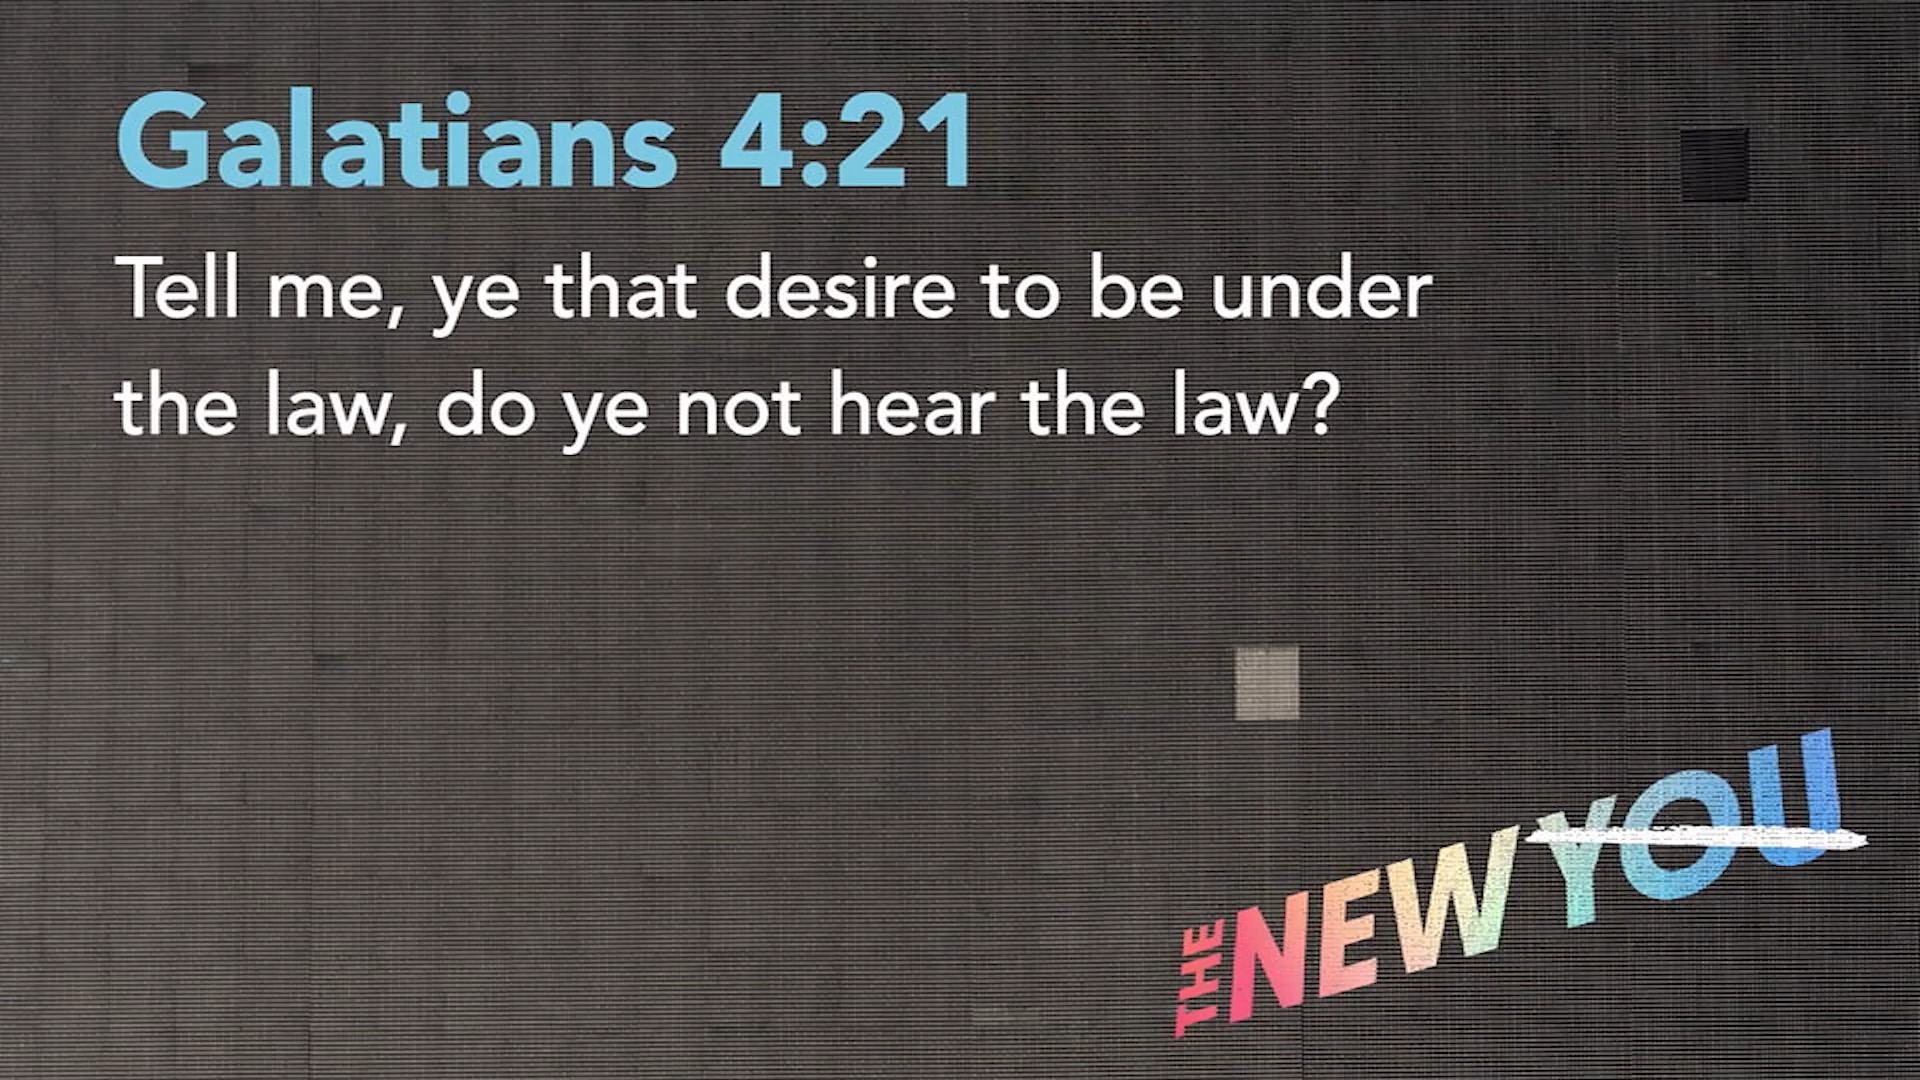 Galatians 4:21
Tell me, ye that desire to be under
the law, do ye not hear the law?
THE NEW YOU